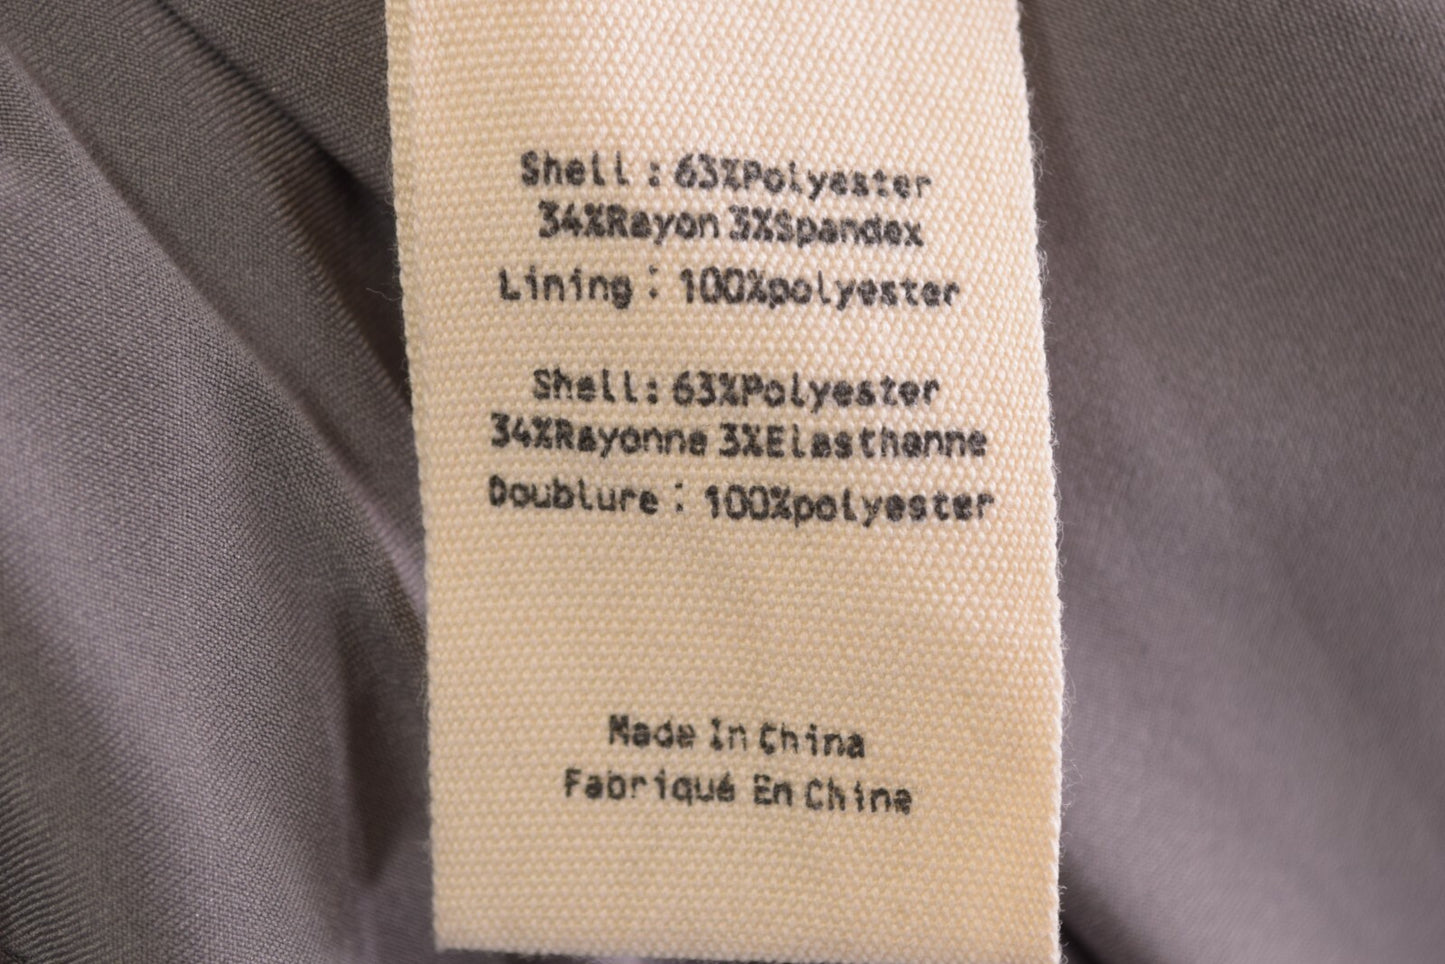 Shell : 63%Polyester
34%Rayon 3%Spandex
Lining : 100%polyester
Shell: 63%Polyester
34%Rayonne 3%Elasthanne
Doublure : 100%polyester
Made In China
Fabriqué En Chine